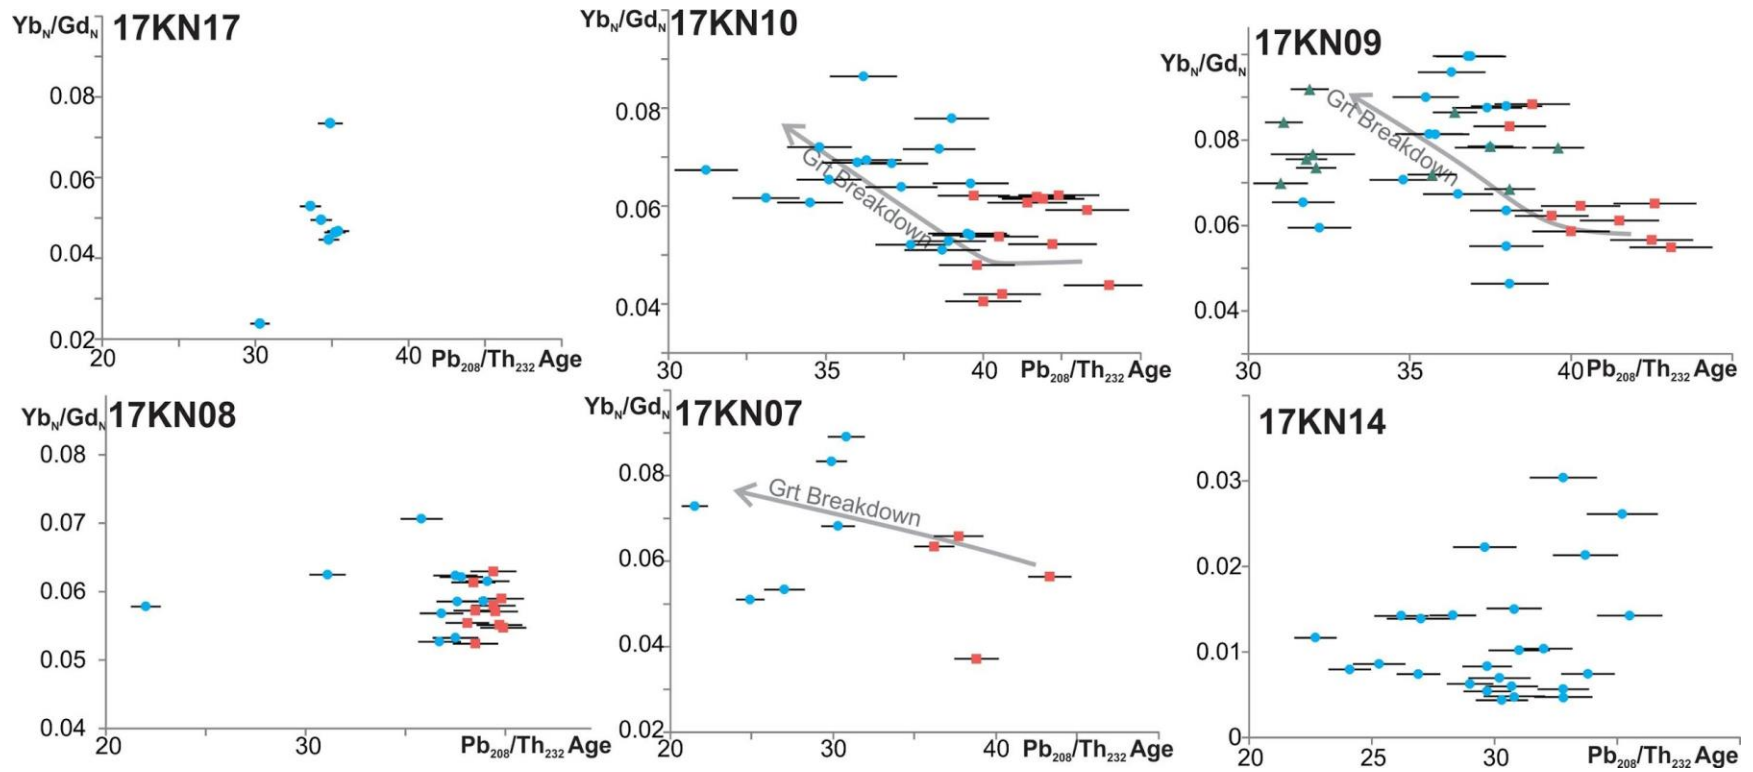 Yb_N/Gd_N 17KN17
0.08
0.06
0.04
0.02
20 30 40 Pb₂₀₈/Th₂₃₂ Age
Yb_N/Gd_N 17KN10
0.08
0.06
0.04
Grt Breakdown
30 35 40 Pb₂₀₈/Th₂₃₂ Age
Yb_N/Gd_N 17KN09
0.08
0.06
0.04
Grt Breakdown
30 35 40 Pb₂₀₈/Th₂₃₂ Age
Yb_N/Gd_N 17KN08
0.08
0.07
0.06
0.05
0.04
20 30 Pb₂₀₈/Th₂₃₂ Age
Yb_N/Gd_N 17KN07
0.08
0.06
0.04
0.02
Grt Breakdown
20 30 40 Pb₂₀₈/Th₂₃₂ Age
17KN14
0.03
0.02
0.01
0
20 25 30 Pb₂₀₈/Th₂₃₂ Age